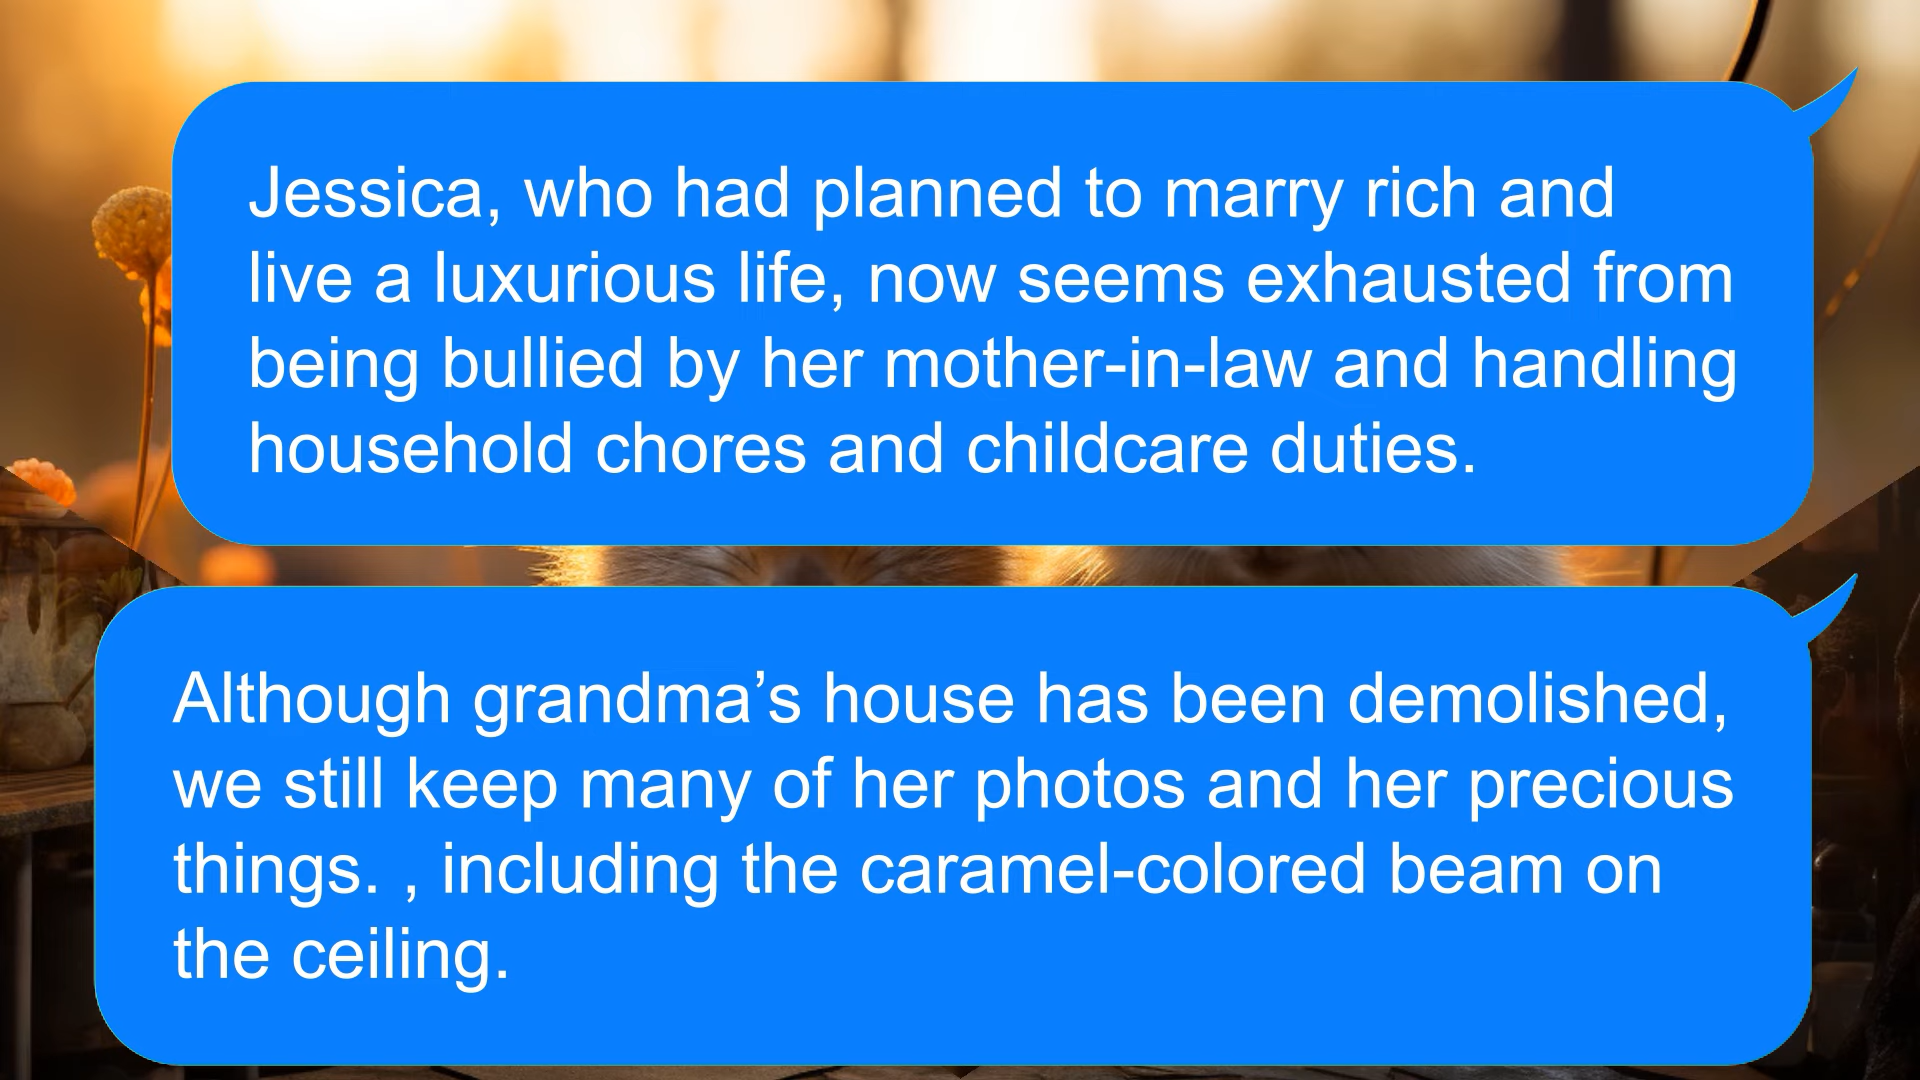 Jessica, who had planned to marry rich and
live a luxurious life, now seems exhausted from
being bullied by her mother-in-law and handling
household chores and childcare duties.
Although grandma’s house has been demolished,
we still keep many of her photos and her precious
things. , including the caramel-colored beam on
the ceiling.